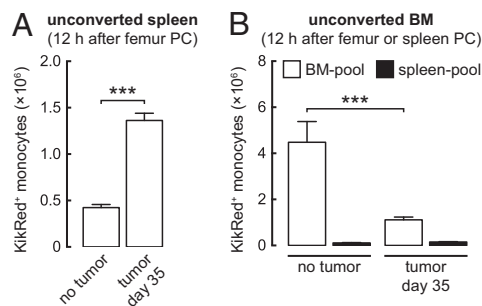 A
unconverted spleen
(12 h after femur PC)
KikRed+ monocytes (×10⁶)
2.0
1.5
1.0
0.5
0
***
no tumor
tumor
day 35
B
unconverted BM
(12 h after femur or spleen PC)
BM-pool
spleen-pool
KikRed+ monocytes (×10⁶)
8
6
4
2
0
***
no tumor
tumor
day 35